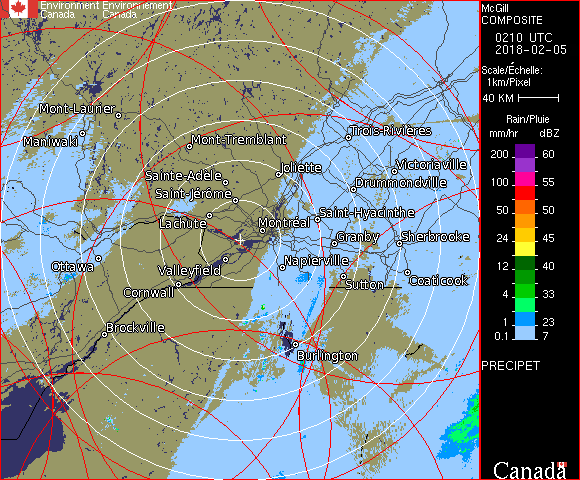 Environment Environnement
Canada Canada
McGill
COMPOSITE
0210 UTC
2018-02-05
Scale/Échelle:
1km/Pixel
40 KM
Rain/Pluie
mm/hr dBZ
200 60
100 55
50 50
24 45
12 40
4 33
1 23
0.1 7
PRECIPET
Canada
Mont-Laurier
Maniwaki
Mont-Tremblant
Trois-Rivières
Sainte-Adèle
Joliette
Victoriaville
Saint-Jérôme
Drummondville
Lachute
Montréal
Saint-Hyacinthe
Granby
Sherbrooke
Ottawa
Valleyfield
Napierville
Cornwall
Sutton
Coaticook
Brockville
Burlington